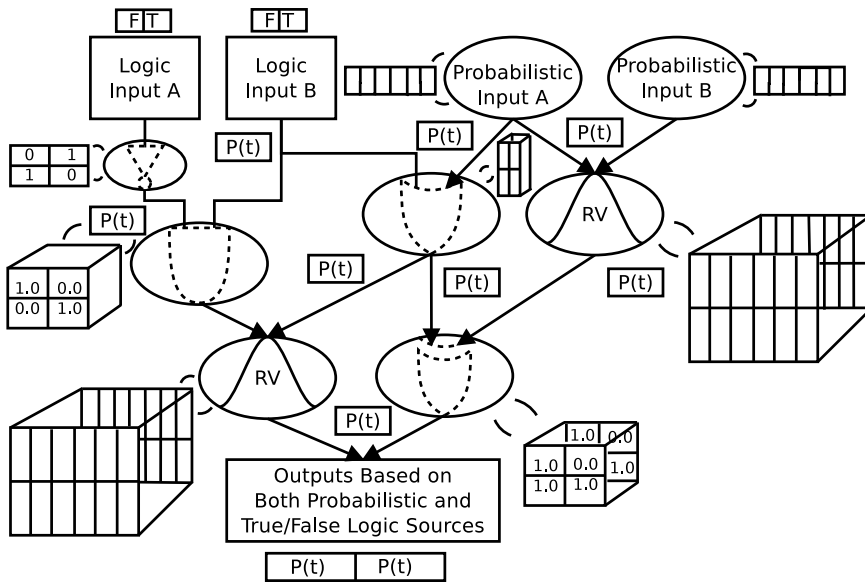 F T
F T
Logic
Input A
Logic
Input B
Probabilistic
Input A
Probabilistic
Input B
P(t)
P(t)
P(t)
0 1
1 0
P(t)
RV
1.0 0.0
0.0 1.0
P(t)
P(t)
P(t)
RV
P(t)
1.0 0.0
1.0 0.0
1.0
1.0 1.0
Outputs Based on
Both Probabilistic and
True/False Logic Sources
P(t) P(t)